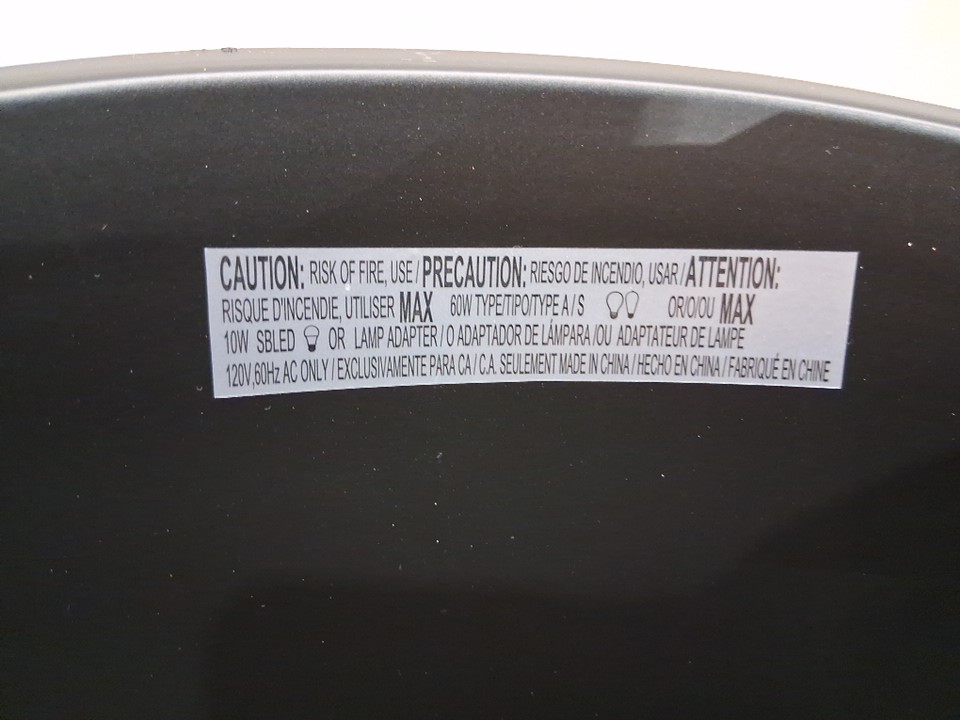 CAUTION: RISK OF FIRE, USE / PRECAUTION: RIESGO DE INCENDIO, USAR / ATTENTION:
RISQUE D'INCENDIE, UTILISER MAX 60W TYPE/TIPO/TYPE A / S OR/O/OU MAX
10W SBLED OR LAMP ADAPTER / O ADAPTADOR DE LÁMPARA /OU ADAPTATEUR DE LAMPE
120V,60Hz AC ONLY / EXCLUSIVAMENTE PARA CA / C.A. SEULEMENT MADE IN CHINA / HECHO EN CHINA / FABRIQUÉ EN CHINE